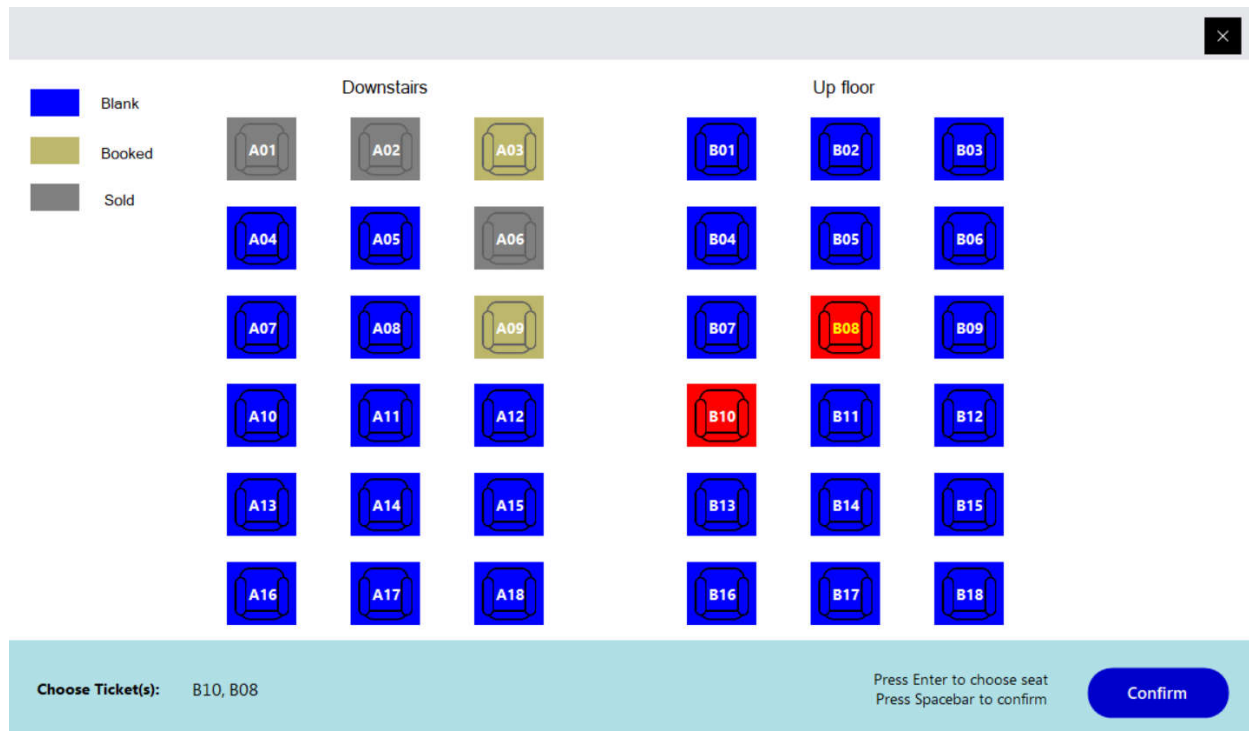 Downstairs Up floor
Blank
Booked
Sold
A01 A02 A03 B01 B02 B03
A04 A05 A06 B04 B05 B06
A07 A08 A09 B07 B08 B09
A10 A11 A12 B10 B11 B12
A13 A14 A15 B13 B14 B15
A16 A17 A18 B16 B17 B18
Choose Ticket(s): B10, B08
Press Enter to choose seat
Press Spacebar to confirm
Confirm